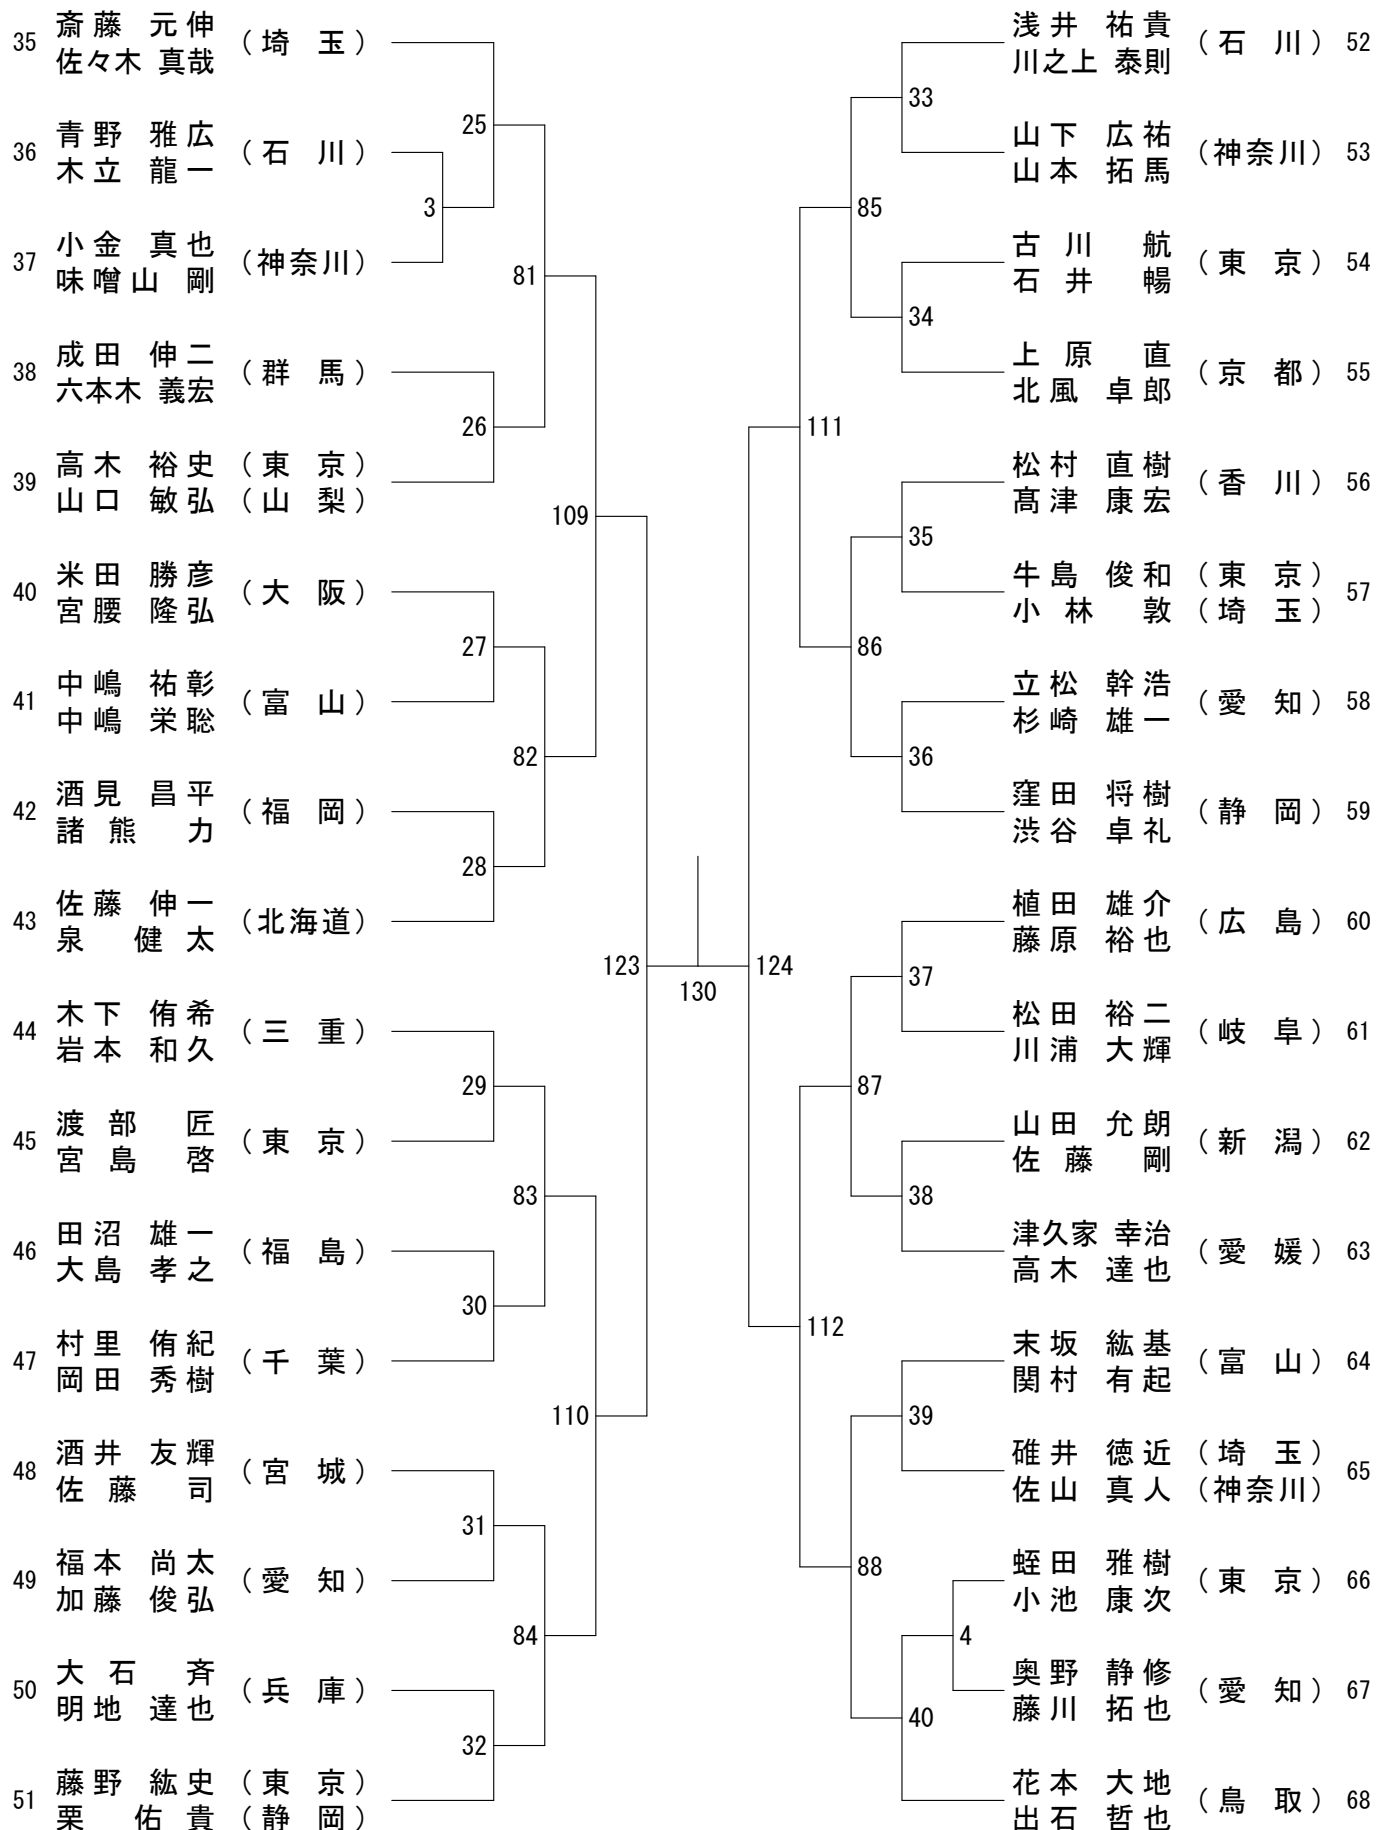 35 斎藤 元伸 (埼玉)
佐々木 真哉
36 青野 雅広 (石川)
木立 龍一
37 小金 真也 (神奈川)
味噌山 剛
38 成田 伸二 (群馬)
六本木 義宏
39 高木 裕史 (東京)
山口 敏弘 (山梨)
40 米田 勝彦 (大阪)
宮腰 隆弘
41 中嶋 祐彰 (富山)
中嶋 栄聡
42 酒見 昌平 (福岡)
諸熊 力
43 佐藤 伸一 (北海道)
泉 健太
44 木下 侑希 (三重)
岩本 和久
45 渡部 匠 (東京)
宮島 啓
46 田沼 雄一 (福島)
大島 孝之
47 村里 侑紀 (千葉)
岡田 秀樹
48 酒井 友輝 (宮城)
佐藤 司
49 福本 尚太 (愛知)
加藤 俊弘
50 大石 斉 (兵庫)
明地 達也
51 藤野 紘史 (東京)
栗 佑貴 (静岡)
3
25
26
27
28
29
30
31
32
81
82
83
84
109
110
123
130
124
111
112
85
86
87
88
33
34
35
36
37
38
39
40
4
浅井 祐貴 (石川) 52
川之上 泰則
山下 広祐 (神奈川) 53
山本 拓馬
古川 航 (東京) 54
石井 暢
上原 直 (京都) 55
北風 卓郎
松村 直樹 (香川) 56
髙津 康宏
牛島 俊和 (東京) 57
小林 敦 (埼玉)
立松 幹浩 (愛知) 58
杉崎 雄一
窪田 将樹 (静岡) 59
渋谷 卓礼
植田 雄介 (広島) 60
藤原 裕也
松田 裕二 (岐阜) 61
川浦 大輝
山田 允朗 (新潟) 62
佐藤 剛
津久家 幸治 (愛媛) 63
高木 達也
末坂 紘基 (富山) 64
関村 有起
碓井 徳近 (埼玉) 65
佐山 真人 (神奈川)
蛭田 雅樹 (東京) 66
小池 康次
奥野 静修 (愛知) 67
藤川 拓也
花本 大地 (鳥取) 68
出石 哲也